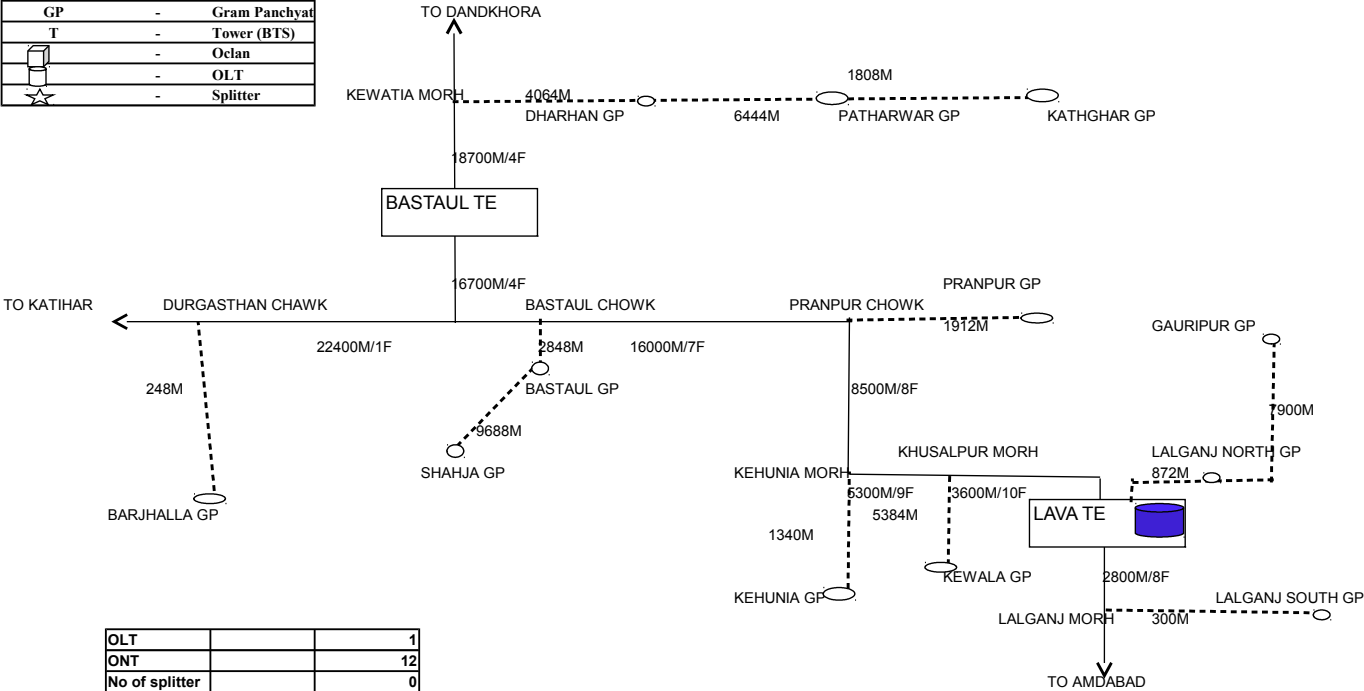 GP - Gram Panchyat
T - Tower (BTS)
- Oclan
- OLT
- Splitter
TO DANDKHORA
1808M
KEWATIA MORH
4064M
DHARHAN GP
6444M
PATHARWAR GP
KATHGHAR GP
18700M/4F
BASTAUL TE
16700M/4F
PRANPUR GP
TO KATIHAR
DURGASTHAN CHAWK
BASTAUL CHOWK
PRANPUR CHOWK
1912M
GAURIPUR GP
22400M/1F
2848M
16000M/7F
248M
BASTAUL GP
8500M/8F
7900M
9688M
SHAHJA GP
KEHUNIA MORH
KHUSALPUR MORH
LALGANJ NORTH GP
872M
5300M/9F
3600M/10F
BARJHALLA GP
5384M
LAVA TE
1340M
KEWALA GP
2800M/8F
KEHUNIA GP
LALGANJ SOUTH GP
LALGANJ MORH
300M
OLT 1
ONT 12
No of splitter 0
TO AMDABAD